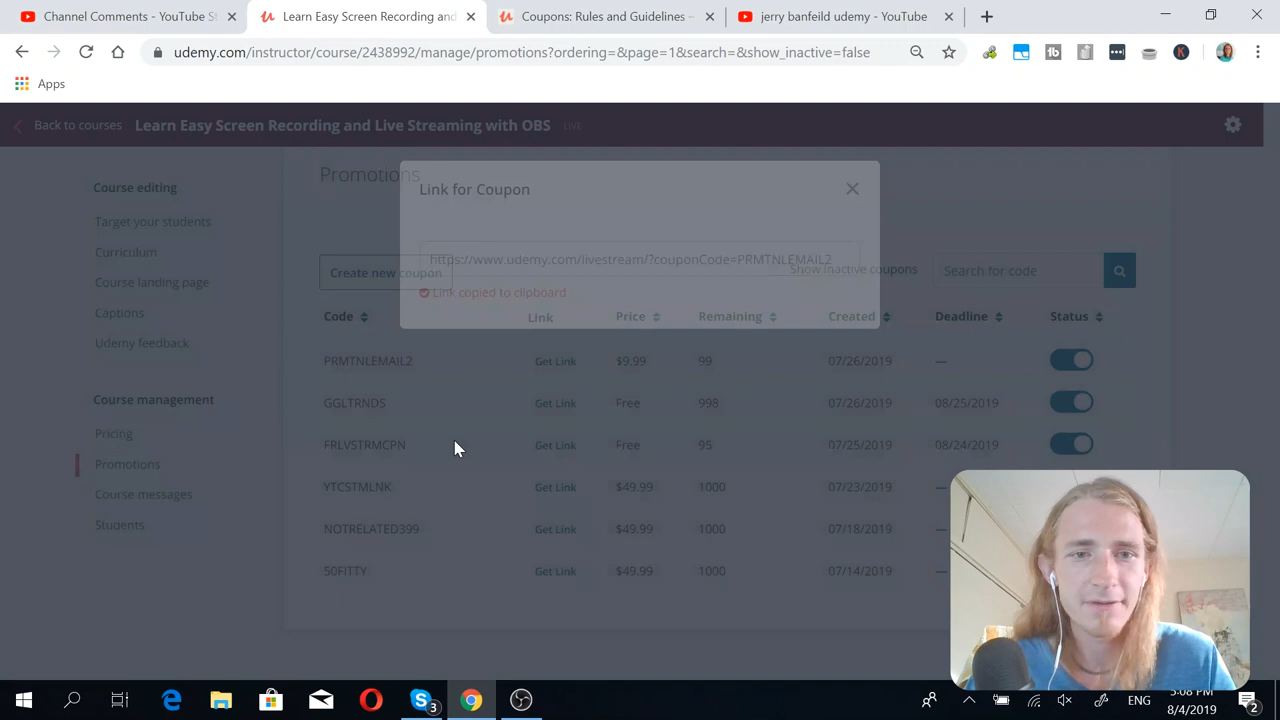 Channel Comments - YouTube St
Learn Easy Screen Recording and
Coupons: Rules and Guidelines –
jerry banfeild udemy - YouTube
udemy.com/instructor/course/2438992/manage/promotions?ordering=&page=1&search=&show_inactive=false
Apps
Back to courses
Learn Easy Screen Recording and Live Streaming with OBS LIVE
Course editing
Target your students
Curriculum
Course landing page
Captions
Udemy feedback
Course management
Pricing
Promotions
Course messages
Students
Promotions
Link for Coupon
https://www.udemy.com/livestream/?couponCode=PRMTNLEMAIL2
Link copied to clipboard
Create new coupon
Show inactive coupons
Search for code
Code Link Price Remaining Created Deadline Status
PRMTNLEMAIL2 Get Link $9.99 99 07/26/2019 —
GGLTRNDS Get Link Free 998 07/26/2019 08/25/2019
FRLVSTRMCPN Get Link Free 95 07/25/2019 08/24/2019
YTCSTMLNK Get Link $49.99 1000 07/23/2019 —
NOTRELATED399 Get Link $49.99 1000 07/18/2019 —
50FITTY Get Link $49.99 1000 07/14/2019 —
3
ENG
5:08 PM
8/4/2019
2